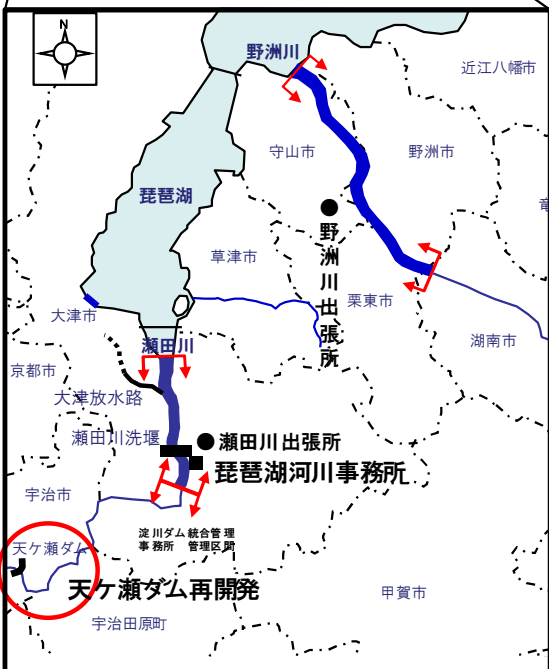 N
野洲川
近江八幡市
守山市
野洲市
琵琶湖
竜
野洲川出張所
草津市
栗東市
大津市
湖南市
瀬田川
京都市
大津放水路
瀬田川洗堰
瀬田川出張所
琵琶湖河川事務所
宇治市
淀川ダム統合管理
事務所 管理区間
天ケ瀬ダム
天ケ瀬ダム再開発
甲賀市
宇治田原町